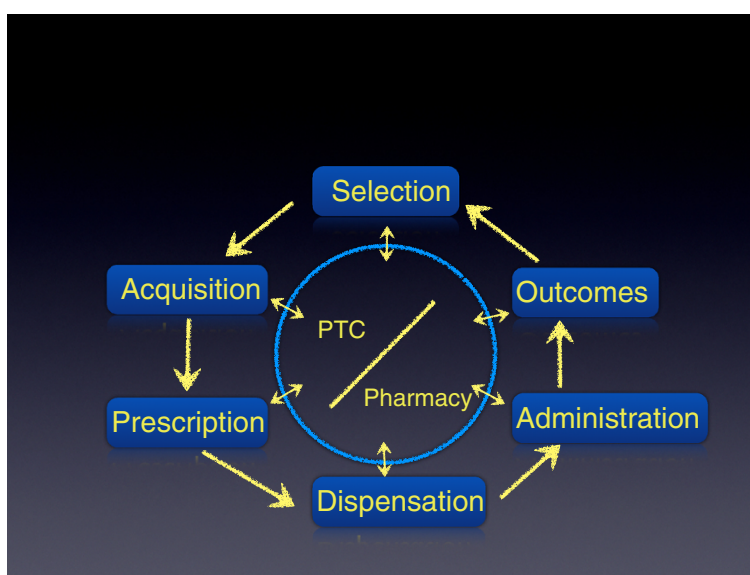 Selection
Acquisition
Outcomes
PTC
Pharmacy
Prescription
Administration
Dispensation